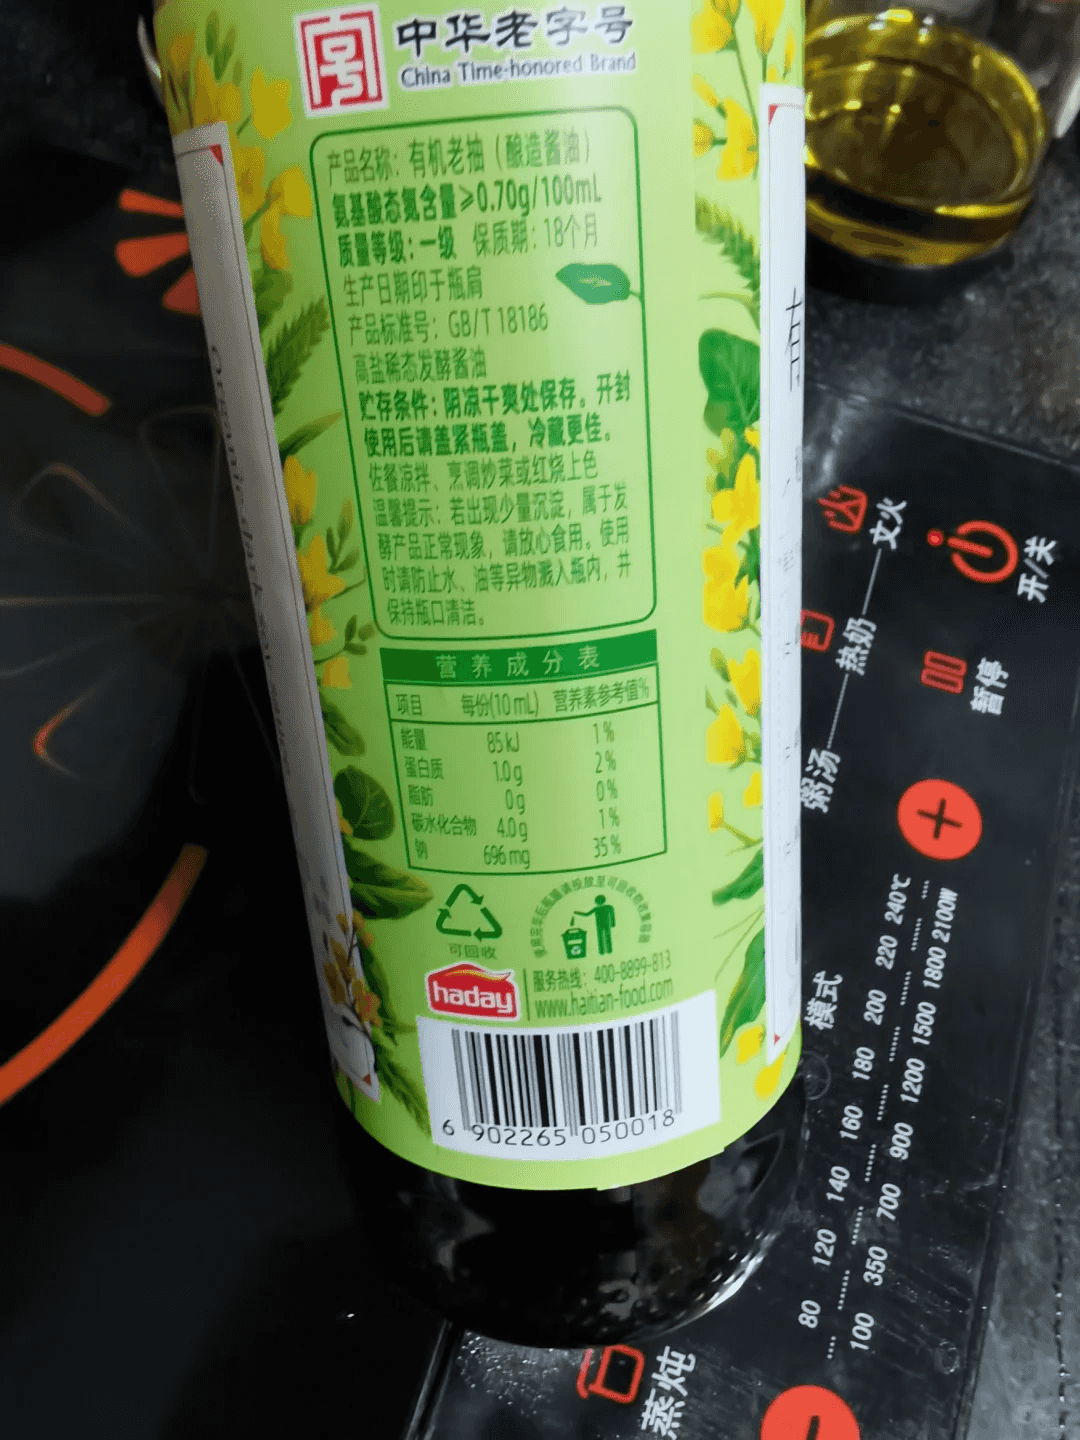 中华老字号
China Time-honored Brand
产品名称：有机老抽（酿造酱油）
氨基酸态氮含量≥0.70g/100mL
质量等级：一级 保质期：18个月
生产日期印于瓶肩
产品标准号：GB/T 18186
高盐稀态发酵酱油
贮存条件：阴凉干爽处保存。开封
使用后请盖紧瓶盖，冷藏更佳。
佐餐凉拌、烹调炒菜或红烧上色
温馨提示：若出现少量沉淀，属于发
酵产品正常现象，请放心食用。使用
时请防止水、油等异物溅入瓶内，并
保持瓶口清洁。
营养成分表
项目 每份(10mL) 营养素参考值%
能量 85kJ 1%
蛋白质 1.0g 2%
脂肪 0g 0%
碳水化合物 4.0g 1%
钠 696mg 35%
可回收
haday
服务热线：400-8899-813
www.haitian-food.com
6 902265 050018
Organic dark soy sauce
有
文火
热奶
粥汤
开/关
暂停
模式
80 120 140 160 180 200 220 240℃
100 350 700 900 1200 1500 1800 2100W
蒸炖